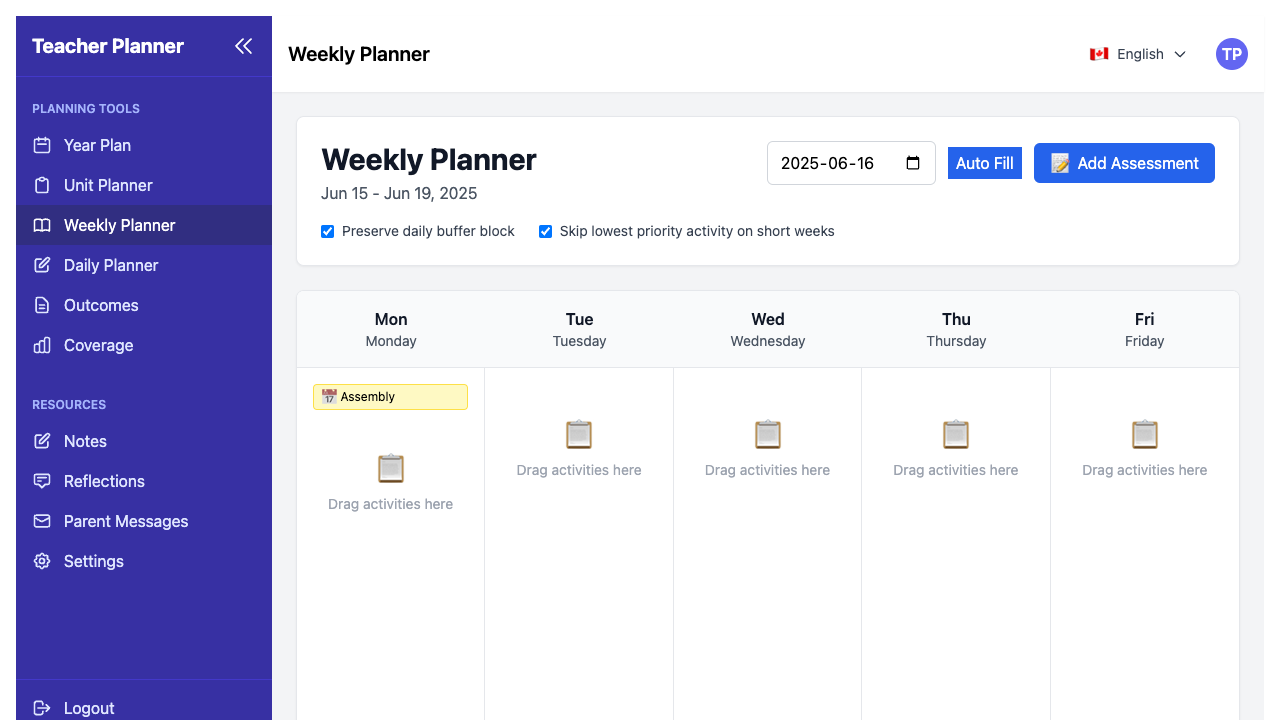 Teacher Planner
PLANNING TOOLS
Year Plan
Unit Planner
Weekly Planner
Daily Planner
Outcomes
Coverage
RESOURCES
Notes
Reflections
Parent Messages
Settings
Logout
Weekly Planner
English
TP
Weekly Planner
Jun 15 - Jun 19, 2025
2025-06-16
Auto Fill
Add Assessment
Preserve daily buffer block
Skip lowest priority activity on short weeks
Mon
Monday
Tue
Tuesday
Wed
Wednesday
Thu
Thursday
Fri
Friday
Assembly
Drag activities here
Drag activities here
Drag activities here
Drag activities here
Drag activities here